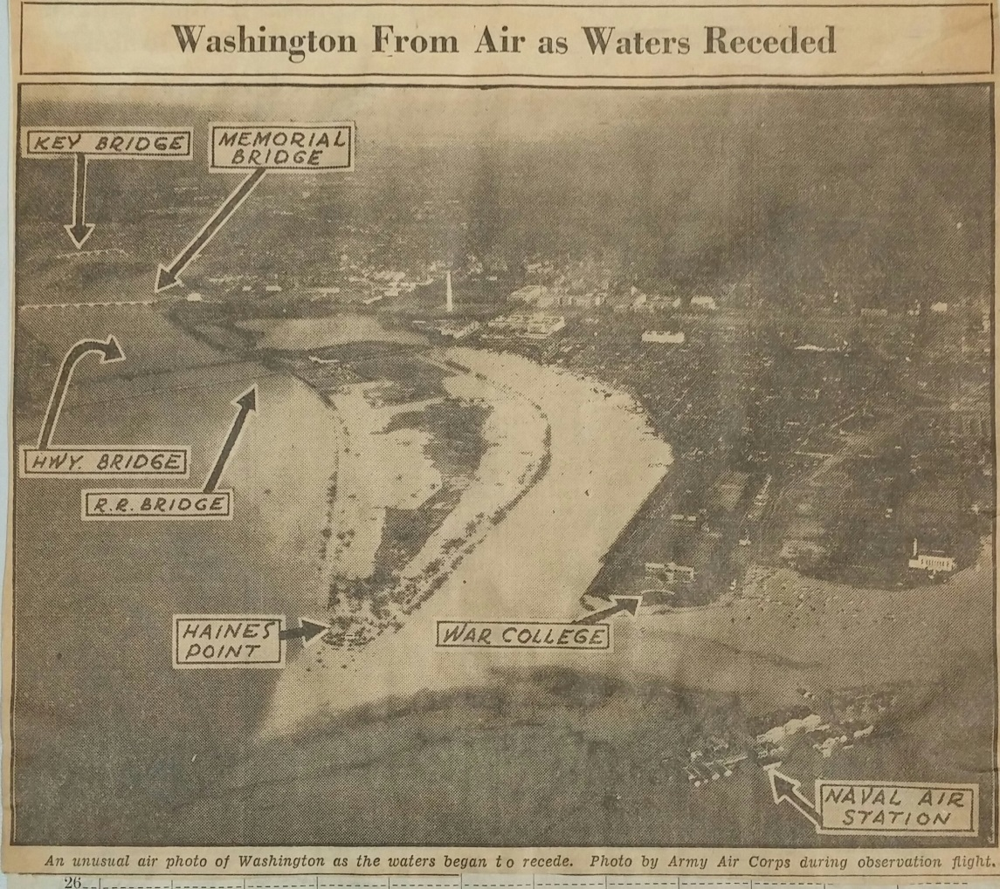 Washington From Air as Waters Receded
KEY BRIDGE
MEMORIAL
BRIDGE
HWY. BRIDGE
R.R. BRIDGE
HAINES
POINT
WAR COLLEGE
NAVAL AIR
STATION
An unusual air photo of Washington as the waters began to recede. Photo by Army Air Corps during observation flight.
26